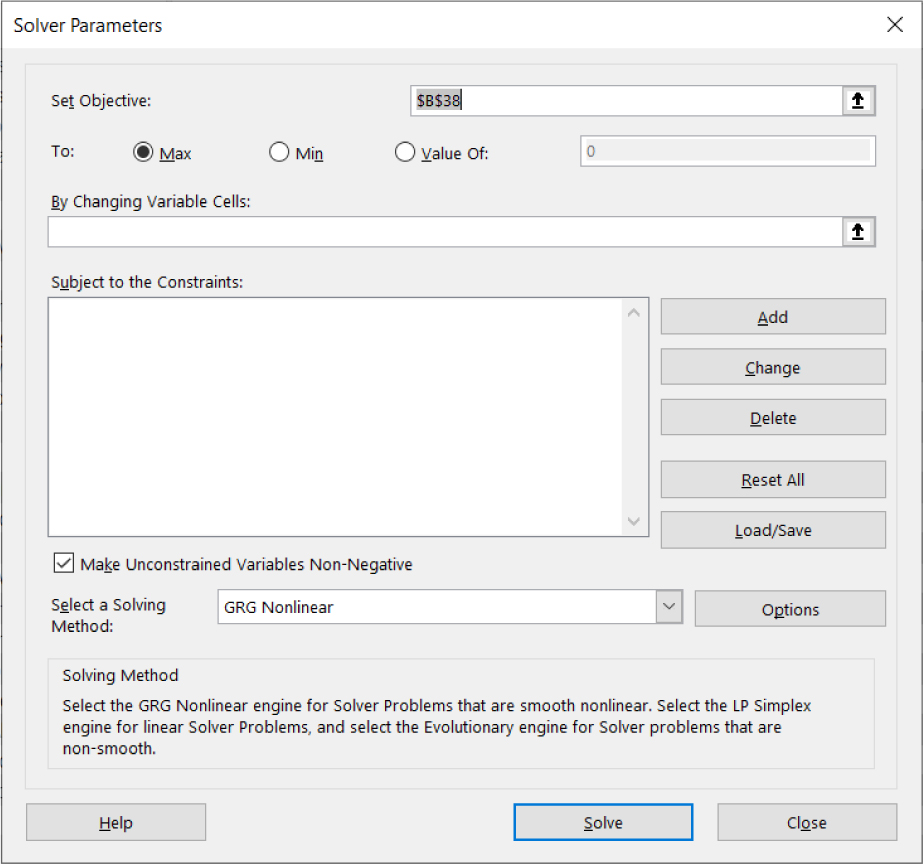 Solver Parameters
Set Objective:
$B$38
To:
Max
Min
Value Of:
0
By Changing Variable Cells:
Subject to the Constraints:
Add
Change
Delete
Reset All
Load/Save
Make Unconstrained Variables Non-Negative
Select a Solving
Method:
GRG Nonlinear
Options
Solving Method
Select the GRG Nonlinear engine for Solver Problems that are smooth nonlinear. Select the LP Simplex
engine for linear Solver Problems, and select the Evolutionary engine for Solver problems that are
non-smooth.
Help
Solve
Close